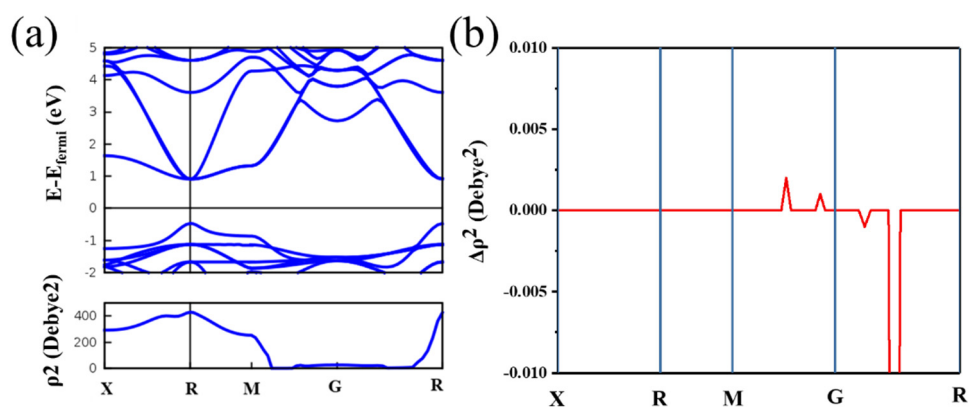 (a)
E-E_fermi (eV)
5
4
3
2
1
0
-1
-2
ρ2 (Debye2)
400
200
0
X R M G R
(b)
Δρ² (Debye²)
0.010
0.005
0.000
-0.005
-0.010
X R M G R